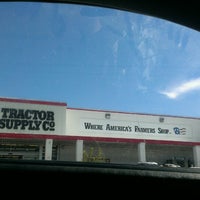 TRACTOR
SUPPLY CO
WHERE AMERICA'S FARMERS SHOP.